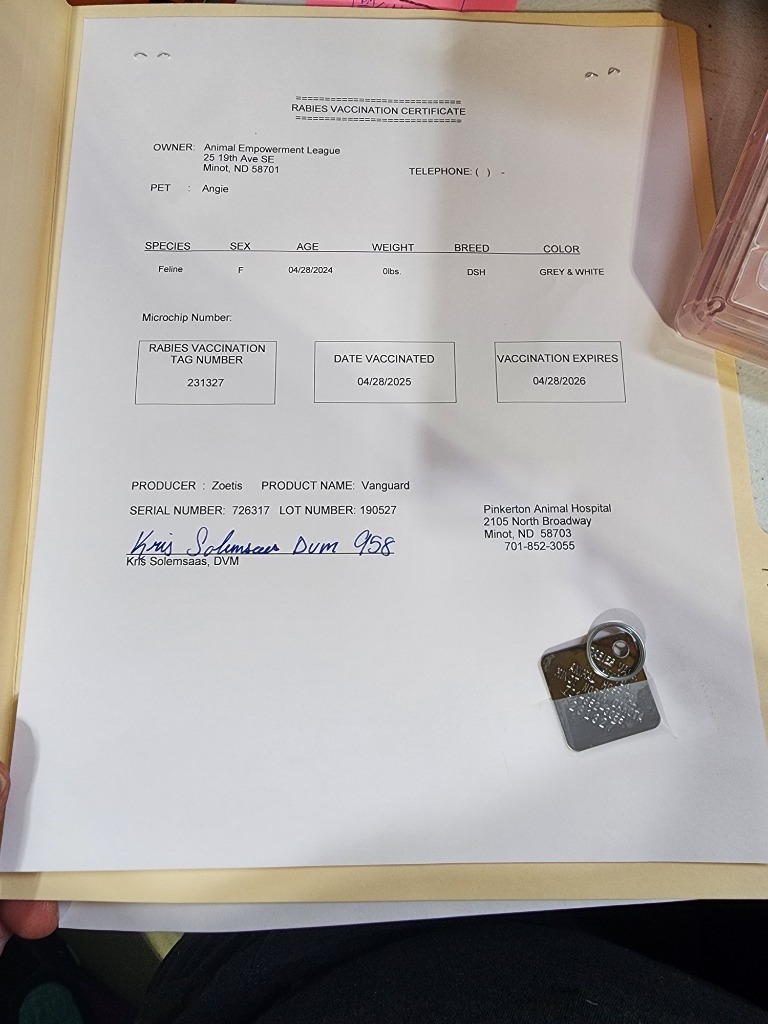 ============================
RABIES VACCINATION CERTIFICATE
============================
OWNER: Animal Empowerment League
25 19th Ave SE
Minot, ND 58701
TELEPHONE: ( ) -
PET : Angie
SPECIES SEX AGE WEIGHT BREED COLOR
Feline F 04/28/2024 0lbs. DSH GREY & WHITE
Microchip Number:
RABIES VACCINATION
TAG NUMBER
231327
DATE VACCINATED
04/28/2025
VACCINATION EXPIRES
04/28/2026
PRODUCER : Zoetis PRODUCT NAME: Vanguard
SERIAL NUMBER: 726317 LOT NUMBER: 190527
Kris Solemsaas DVM 958
Kris Solemsaas, DVM
Pinkerton Animal Hospital
2105 North Broadway
Minot, ND 58703
701-852-3055